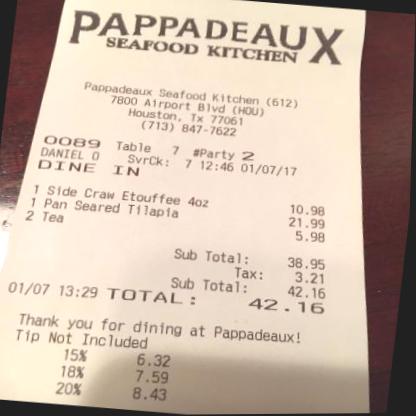 PAPPADEAUX
SEAFOOD KITCHEN
Pappadeaux Seafood Kitchen (612)
7800 Airport Blvd (HOU)
Houston, Tx 77061
(713) 847-7622
0089 Table 7 #Party 2
DANIEL O SvrCk: 7 12:46 01/07/17
DINE IN
1 Side Craw Etouffee 4oz 10.98
1 Pan Seared Tilapia 21.99
2 Tea 5.98
Sub Total: 38.95
Tax: 3.21
Sub Total: 42.16
01/07 13:29 TOTAL: 42.16
Thank you for dining at Pappadeaux!
Tip Not Included
15% 6.32
18% 7.59
20% 8.43